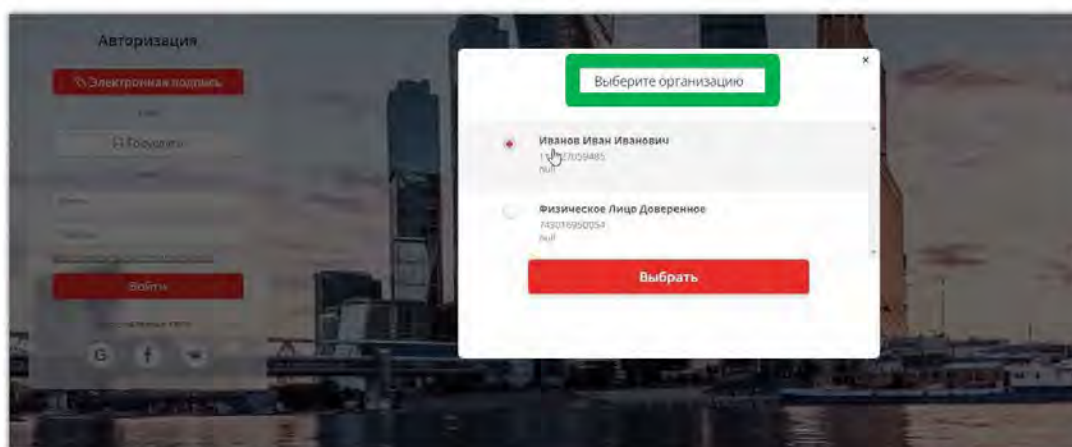 Авторизация
Электронная подпись
Госуслуги
Войти
G f
Выберите организацию
×
Иванов Иван Иванович
null
Физическое Лицо Доверенное
743016950054
null
Выбрать